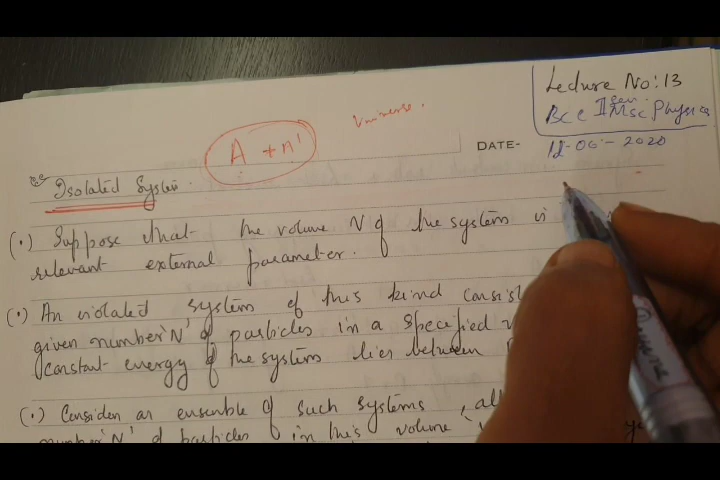 Lecture No: 13
BCC II Sem. Msc Physics
DATE- 12-06-2020
A + A'
Universe.
Isolated System.
(•) Suppose that the volume V of the system is
relevant external parameter.
(•) An isolated system of this kind consist
given number 'N' of particles in a specified
constant energy of the system lies between
(•) Consider an ensemble of such systems, all
number 'N' of particles in this volume